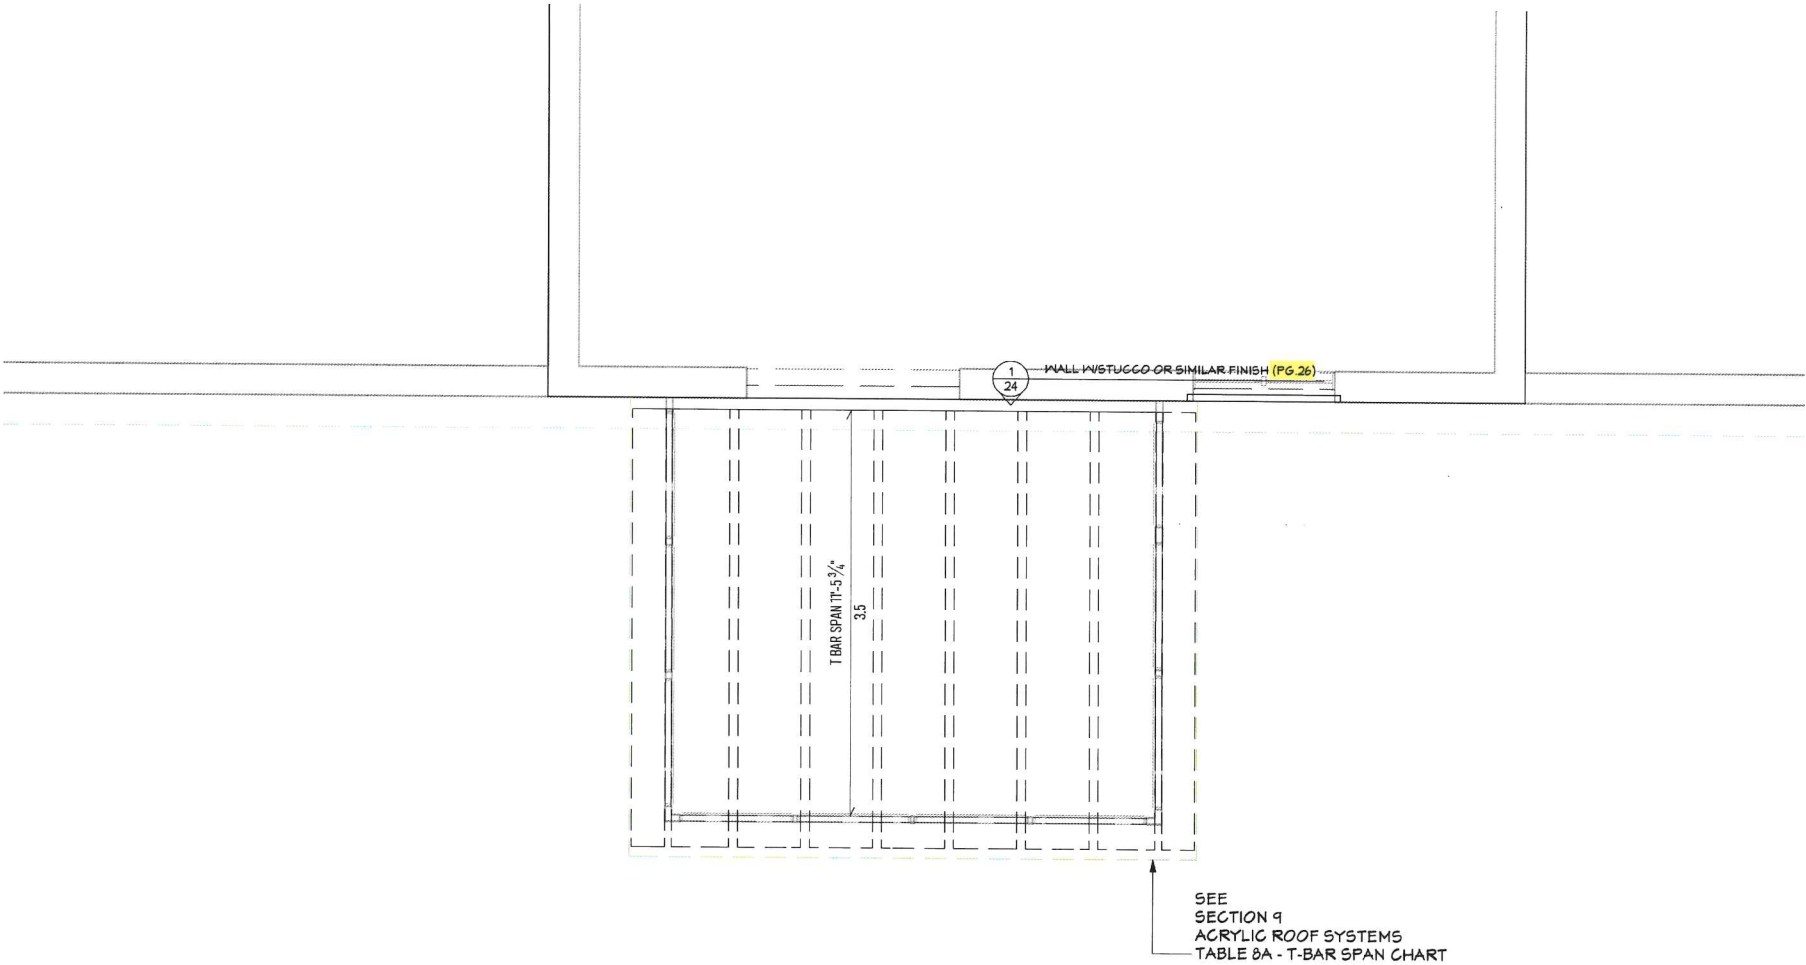 1
24
WALL W/STUCCO OR SIMILAR FINISH (PG.26)
T BAR SPAN 11'-5 3/4"
3.5
SEE
SECTION 9
ACRYLIC ROOF SYSTEMS
TABLE 8A - T-BAR SPAN CHART